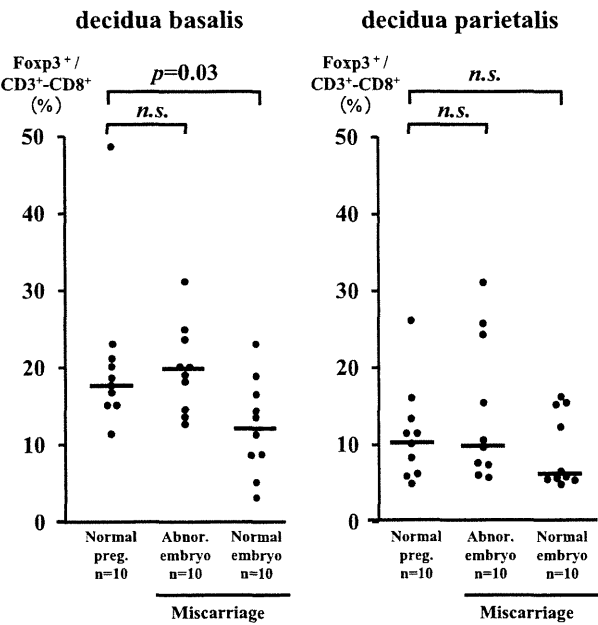 decidua basalis
Foxp3⁺/
CD3⁺-CD8⁺
(%)
p=0.03
n.s.
50
40
30
20
10
0
Normal
preg.
n=10
Abnor.
embryo
n=10
Normal
embryo
n=10
Miscarriage
decidua parietalis
Foxp3⁺/
CD3⁺-CD8⁺
(%)
n.s.
n.s.
50
40
30
20
10
0
Normal
preg.
n=10
Abnor.
embryo
n=10
Normal
embryo
n=10
Miscarriage